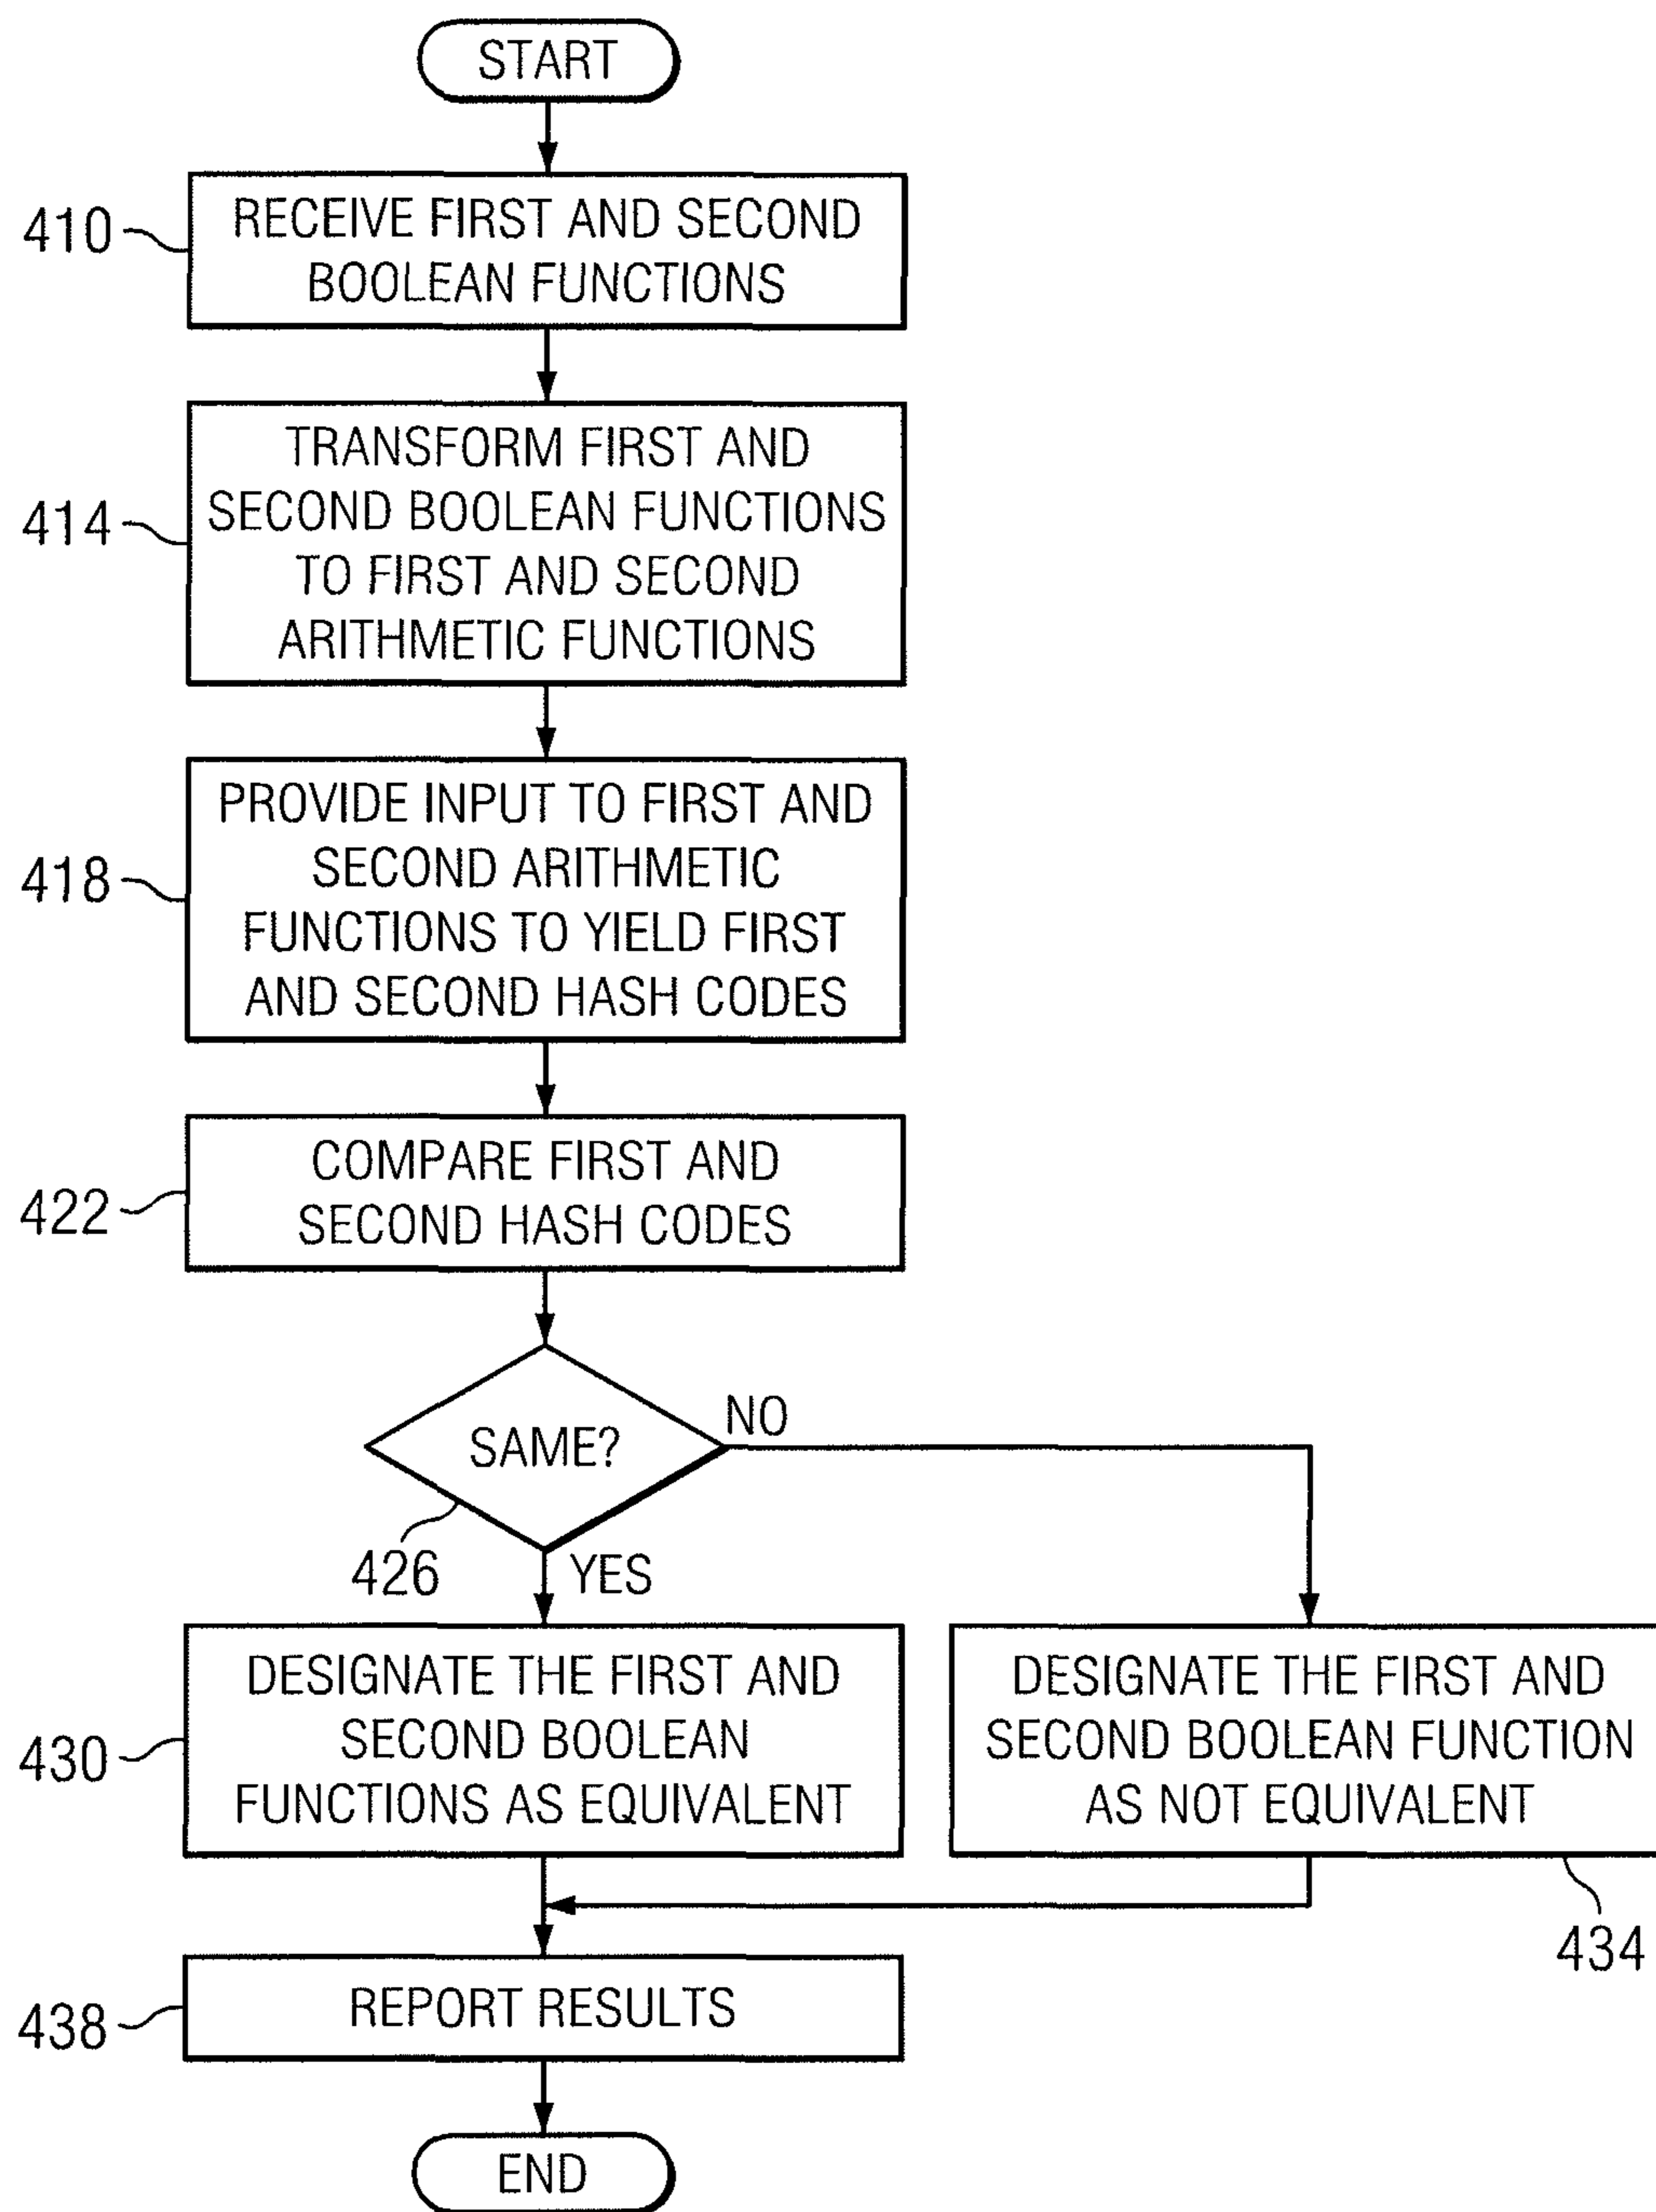 START
410
RECEIVE FIRST AND SECOND
BOOLEAN FUNCTIONS
414
TRANSFORM FIRST AND
SECOND BOOLEAN FUNCTIONS
TO FIRST AND SECOND
ARITHMETIC FUNCTIONS
418
PROVIDE INPUT TO FIRST AND
SECOND ARITHMETIC
FUNCTIONS TO YIELD FIRST
AND SECOND HASH CODES
422
COMPARE FIRST AND
SECOND HASH CODES
SAME?
NO
426
YES
430
DESIGNATE THE FIRST AND
SECOND BOOLEAN
FUNCTIONS AS EQUIVALENT
DESIGNATE THE FIRST AND
SECOND BOOLEAN FUNCTION
AS NOT EQUIVALENT
434
438
REPORT RESULTS
END